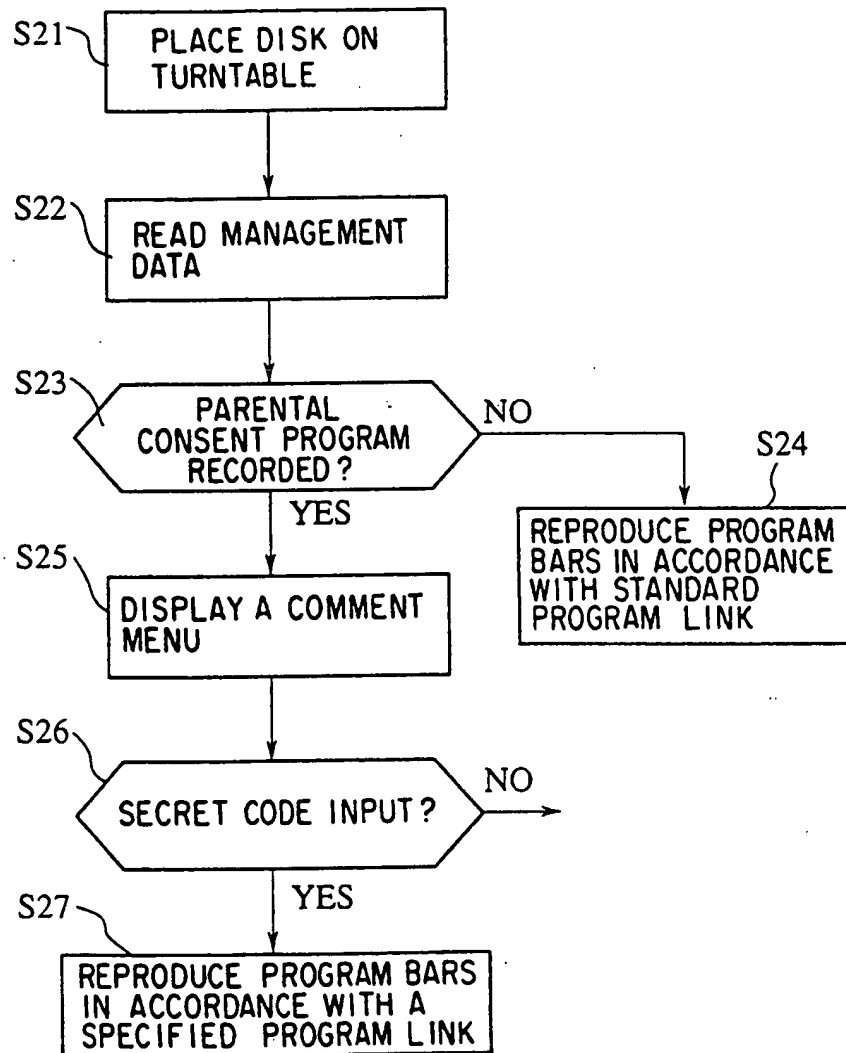 S21
PLACE DISK ON
TURNTABLE
S22
READ MANAGEMENT
DATA
S23
PARENTAL
CONSENT PROGRAM
RECORDED?
NO
YES
S24
REPRODUCE PROGRAM
BARS IN ACCORDANCE
WITH STANDARD
PROGRAM LINK
S25
DISPLAY A COMMENT
MENU
S26
SECRET CODE INPUT?
NO
YES
S27
REPRODUCE PROGRAM BARS
IN ACCORDANCE WITH A
SPECIFIED PROGRAM LINK